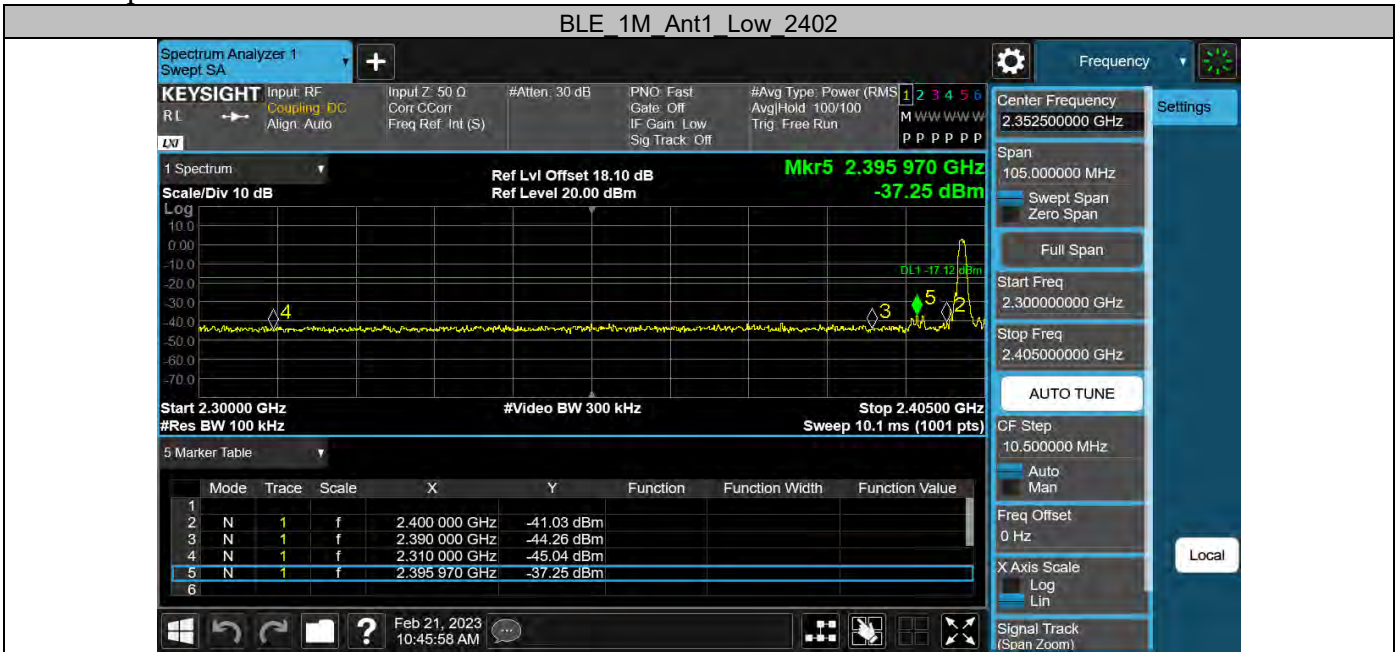 BLE_1M_Ant1_Low_2402
Spectrum Analyzer 1
Swept SA
Frequency
KEYSIGHT
RL
LXI
Input: RF
Coupling: DC
Align: Auto
Input Z: 50 Ω
Corr CCorr
Freq Ref: Int (S)
#Atten: 30 dB
PNO: Fast
Gate: Off
IF Gain: Low
Sig Track: Off
#Avg Type: Power (RMS
Avg|Hold: 100/100
Trig: Free Run
1 2 3 4 5 6
M W W W W W
P P P P P P
1 Spectrum
Scale/Div 10 dB
Ref Lvl Offset 18.10 dB
Ref Level 20.00 dBm
Mkr5 2.395 970 GHz
-37.25 dBm
Log
10.0
0.00
-10.0
-20.0
-30.0
-40.0
-50.0
-60.0
-70.0
DL1 -17.12 dBm
4
3
5
2
Start 2.30000 GHz
#Res BW 100 kHz
#Video BW 300 kHz
Stop 2.40500 GHz
Sweep 10.1 ms (1001 pts)
5 Marker Table
Mode Trace Scale X Y Function Function Width Function Value
1
2 N 1 f 2.400 000 GHz -41.03 dBm
3 N 1 f 2.390 000 GHz -44.26 dBm
4 N 1 f 2.310 000 GHz -45.04 dBm
5 N 1 f 2.395 970 GHz -37.25 dBm
6
Feb 21, 2023
10:45:58 AM
Center Frequency
2.352500000 GHz
Settings
Span
105.000000 MHz
Swept Span
Zero Span
Full Span
Start Freq
2.300000000 GHz
Stop Freq
2.405000000 GHz
AUTO TUNE
CF Step
10.500000 MHz
Auto
Man
Freq Offset
0 Hz
Local
X Axis Scale
Log
Lin
Signal Track
(Span Zoom)